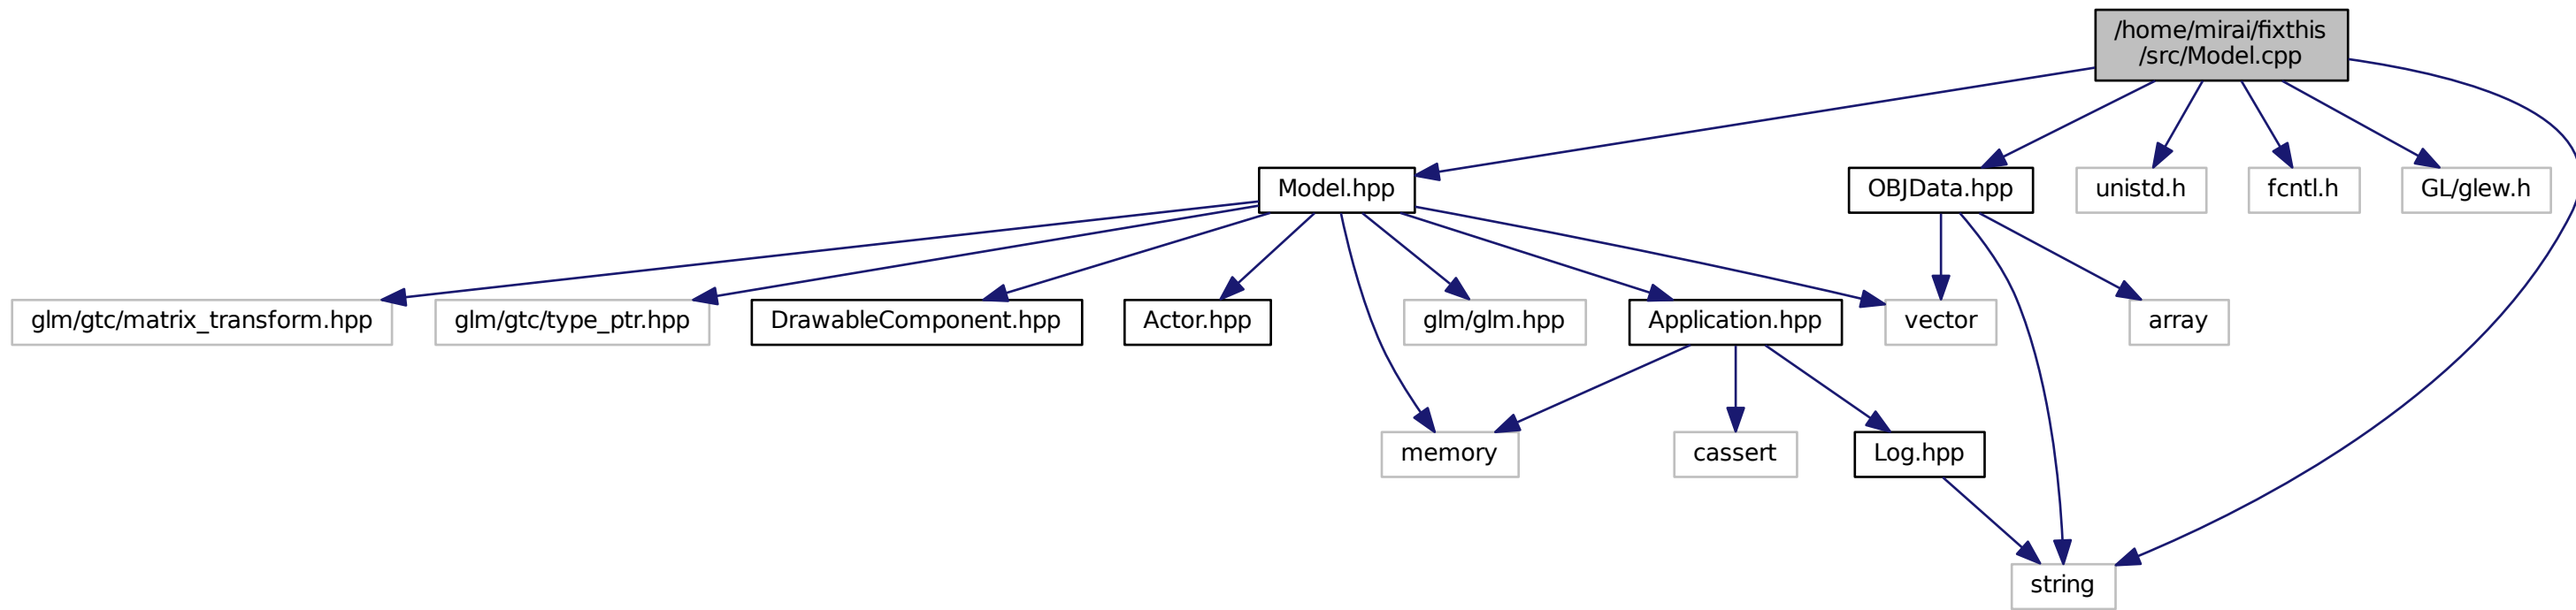 /home/mirai/fixthis
/src/Model.cpp
Model.hpp
OBJData.hpp
unistd.h
fcntl.h
GL/glew.h
glm/gtc/matrix_transform.hpp
glm/gtc/type_ptr.hpp
DrawableComponent.hpp
Actor.hpp
glm/glm.hpp
Application.hpp
vector
array
memory
cassert
Log.hpp
string